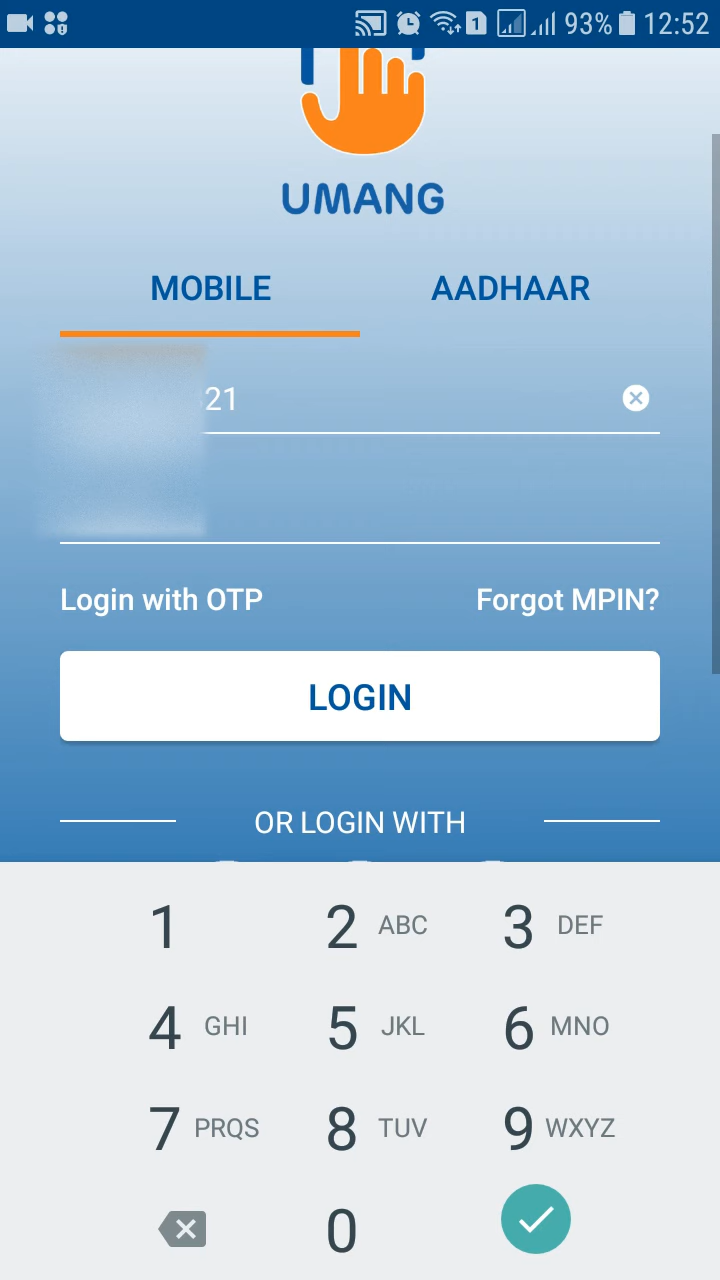 1 93% 12:52
UMANG
MOBILE AADHAAR
21
Login with OTP Forgot MPIN?
LOGIN
OR LOGIN WITH
1 2 ABC 3 DEF
4 GHI 5 JKL 6 MNO
7 PRQS 8 TUV 9 WXYZ
0